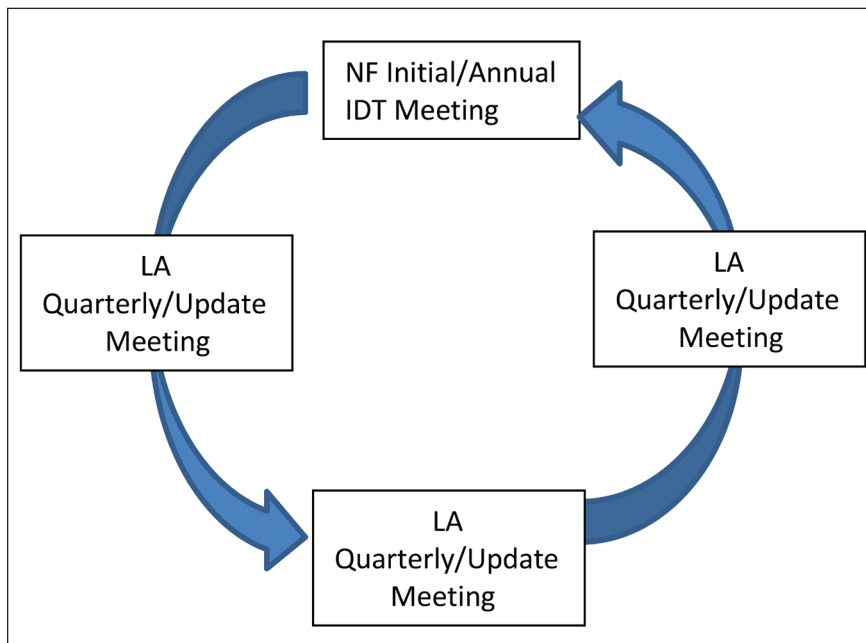 NF Initial/Annual
IDT Meeting
LA
Quarterly/Update
Meeting
LA
Quarterly/Update
Meeting
LA
Quarterly/Update
Meeting